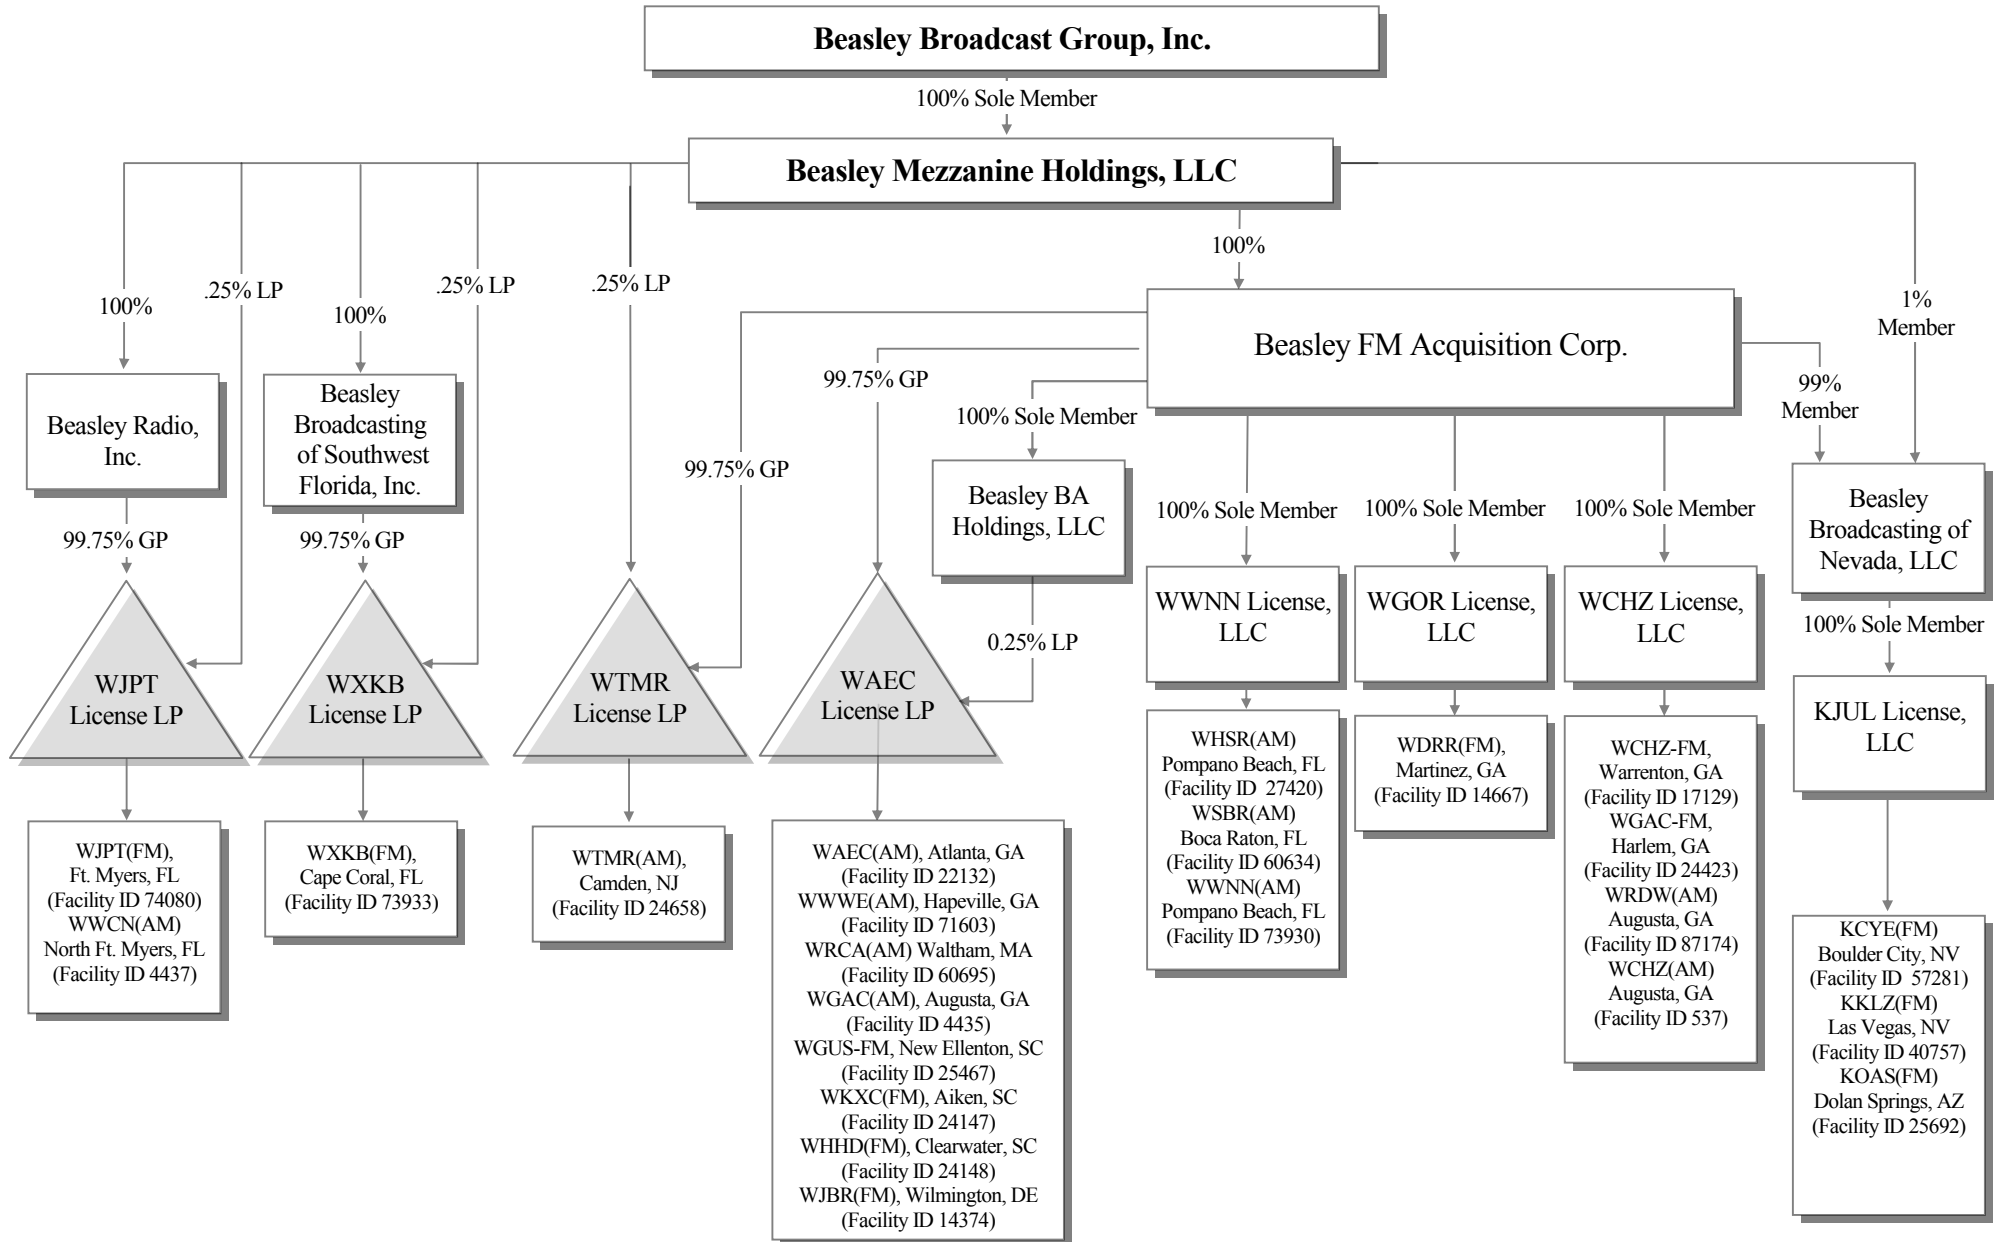 Beasley Broadcast Group, Inc.
100% Sole Member
Beasley Mezzanine Holdings, LLC
100%
.25% LP
100%
.25% LP
.25% LP
100%
1%
Member
Beasley Radio,
Inc.
Beasley
Broadcasting
of Southwest
Florida, Inc.
Beasley FM Acquisition Corp.
99.75% GP
99.75% GP
99.75% GP
99.75% GP
100% Sole Member
99%
Member
Beasley BA
Holdings, LLC
100% Sole Member
100% Sole Member
100% Sole Member
Beasley
Broadcasting of
Nevada, LLC
0.25% LP
WWNN License,
LLC
WGOR License,
LLC
WCHZ License,
LLC
100% Sole Member
WJPT
License LP
WXKB
License LP
WTMR
License LP
WAEC
License LP
KJUL License,
LLC
WJPT(FM),
Ft. Myers, FL
(Facility ID 74080)
WWCN(AM)
North Ft. Myers, FL
(Facility ID 4437)
WXKB(FM),
Cape Coral, FL
(Facility ID 73933)
WTMR(AM),
Camden, NJ
(Facility ID 24658)
WAEC(AM), Atlanta, GA
(Facility ID 22132)
WWWE(AM), Hapeville, GA
(Facility ID 71603)
WRCA(AM) Waltham, MA
(Facility ID 60695)
WGAC(AM), Augusta, GA
(Facility ID 4435)
WGUS-FM, New Ellenton, SC
(Facility ID 25467)
WKXC(FM), Aiken, SC
(Facility ID 24147)
WHHD(FM), Clearwater, SC
(Facility ID 24148)
WJBR(FM), Wilmington, DE
(Facility ID 14374)
WHSR(AM)
Pompano Beach, FL
(Facility ID 27420)
WSBR(AM)
Boca Raton, FL
(Facility ID 60634)
WWNN(AM)
Pompano Beach, FL
(Facility ID 73930)
WDRR(FM),
Martinez, GA
(Facility ID 14667)
WCHZ-FM,
Warrenton, GA
(Facility ID 17129)
WGAC-FM,
Harlem, GA
(Facility ID 24423)
WRDW(AM)
Augusta, GA
(Facility ID 87174)
WCHZ(AM)
Augusta, GA
(Facility ID 537)
KCYE(FM)
Boulder City, NV
(Facility ID 57281)
KKLZ(FM)
Las Vegas, NV
(Facility ID 40757)
KOAS(FM)
Dolan Springs, AZ
(Facility ID 25692)